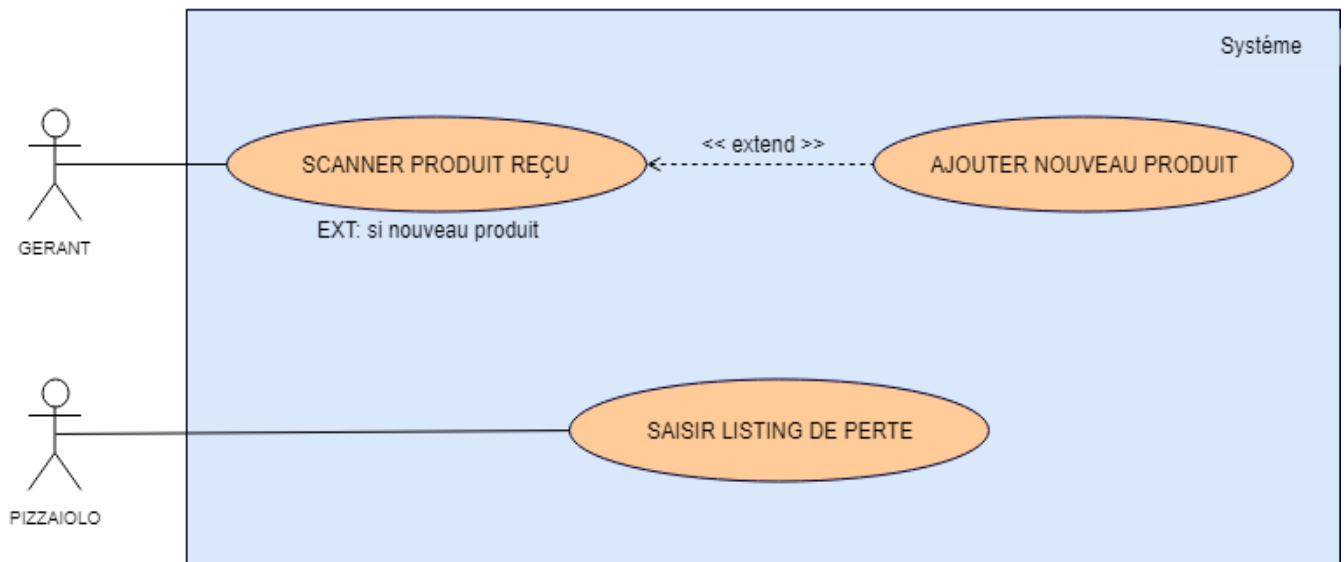 Systéme
<< extend >>
SCANNER PRODUIT REÇU
AJOUTER NOUVEAU PRODUIT
EXT: si nouveau produit
GERANT
SAISIR LISTING DE PERTE
PIZZAIOLO